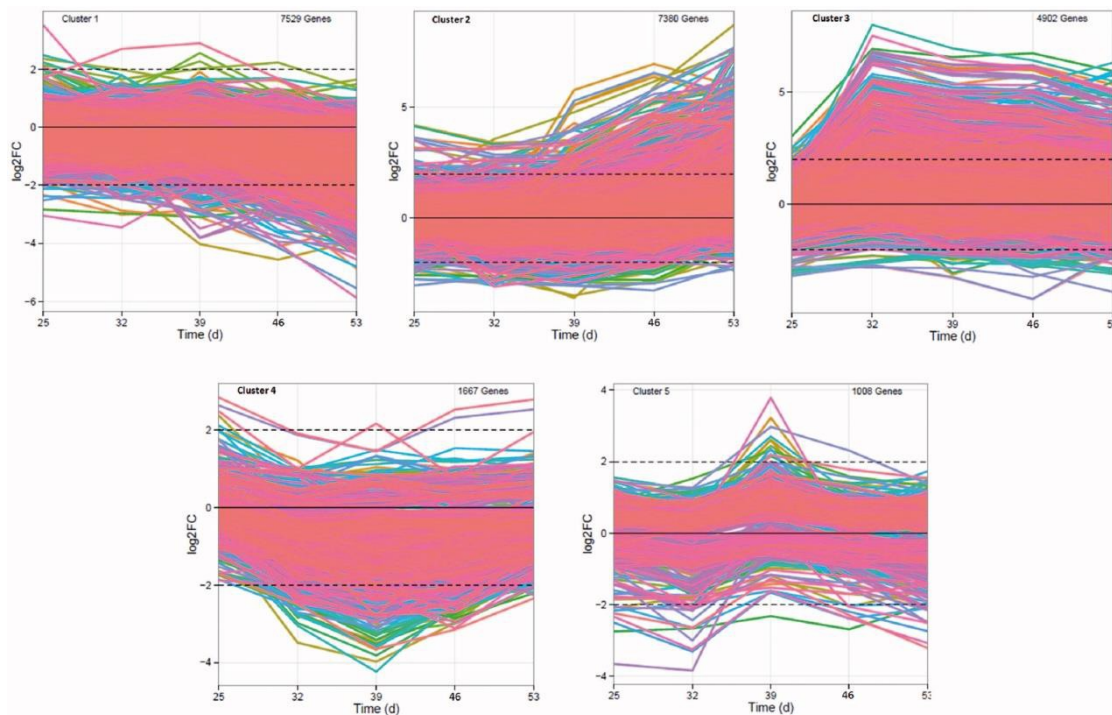 Cluster 1 7529 Genes
2
0
−2
−4
−6
log2FC
25 32 39 46 53
Time (d)
Cluster 2 7380 Genes
5
0
log2FC
25 32 39 46 53
Time (d)
Cluster 3 4902 Genes
5
0
log2FC
25 32 39 46 53
Time (d)
Cluster 4 1667 Genes
2
0
−2
−4
log2FC
25 32 39 46 53
Time (d)
Cluster 5 1008 Genes
4
2
0
−2
−4
log2FC
25 32 39 46 53
Time (d)